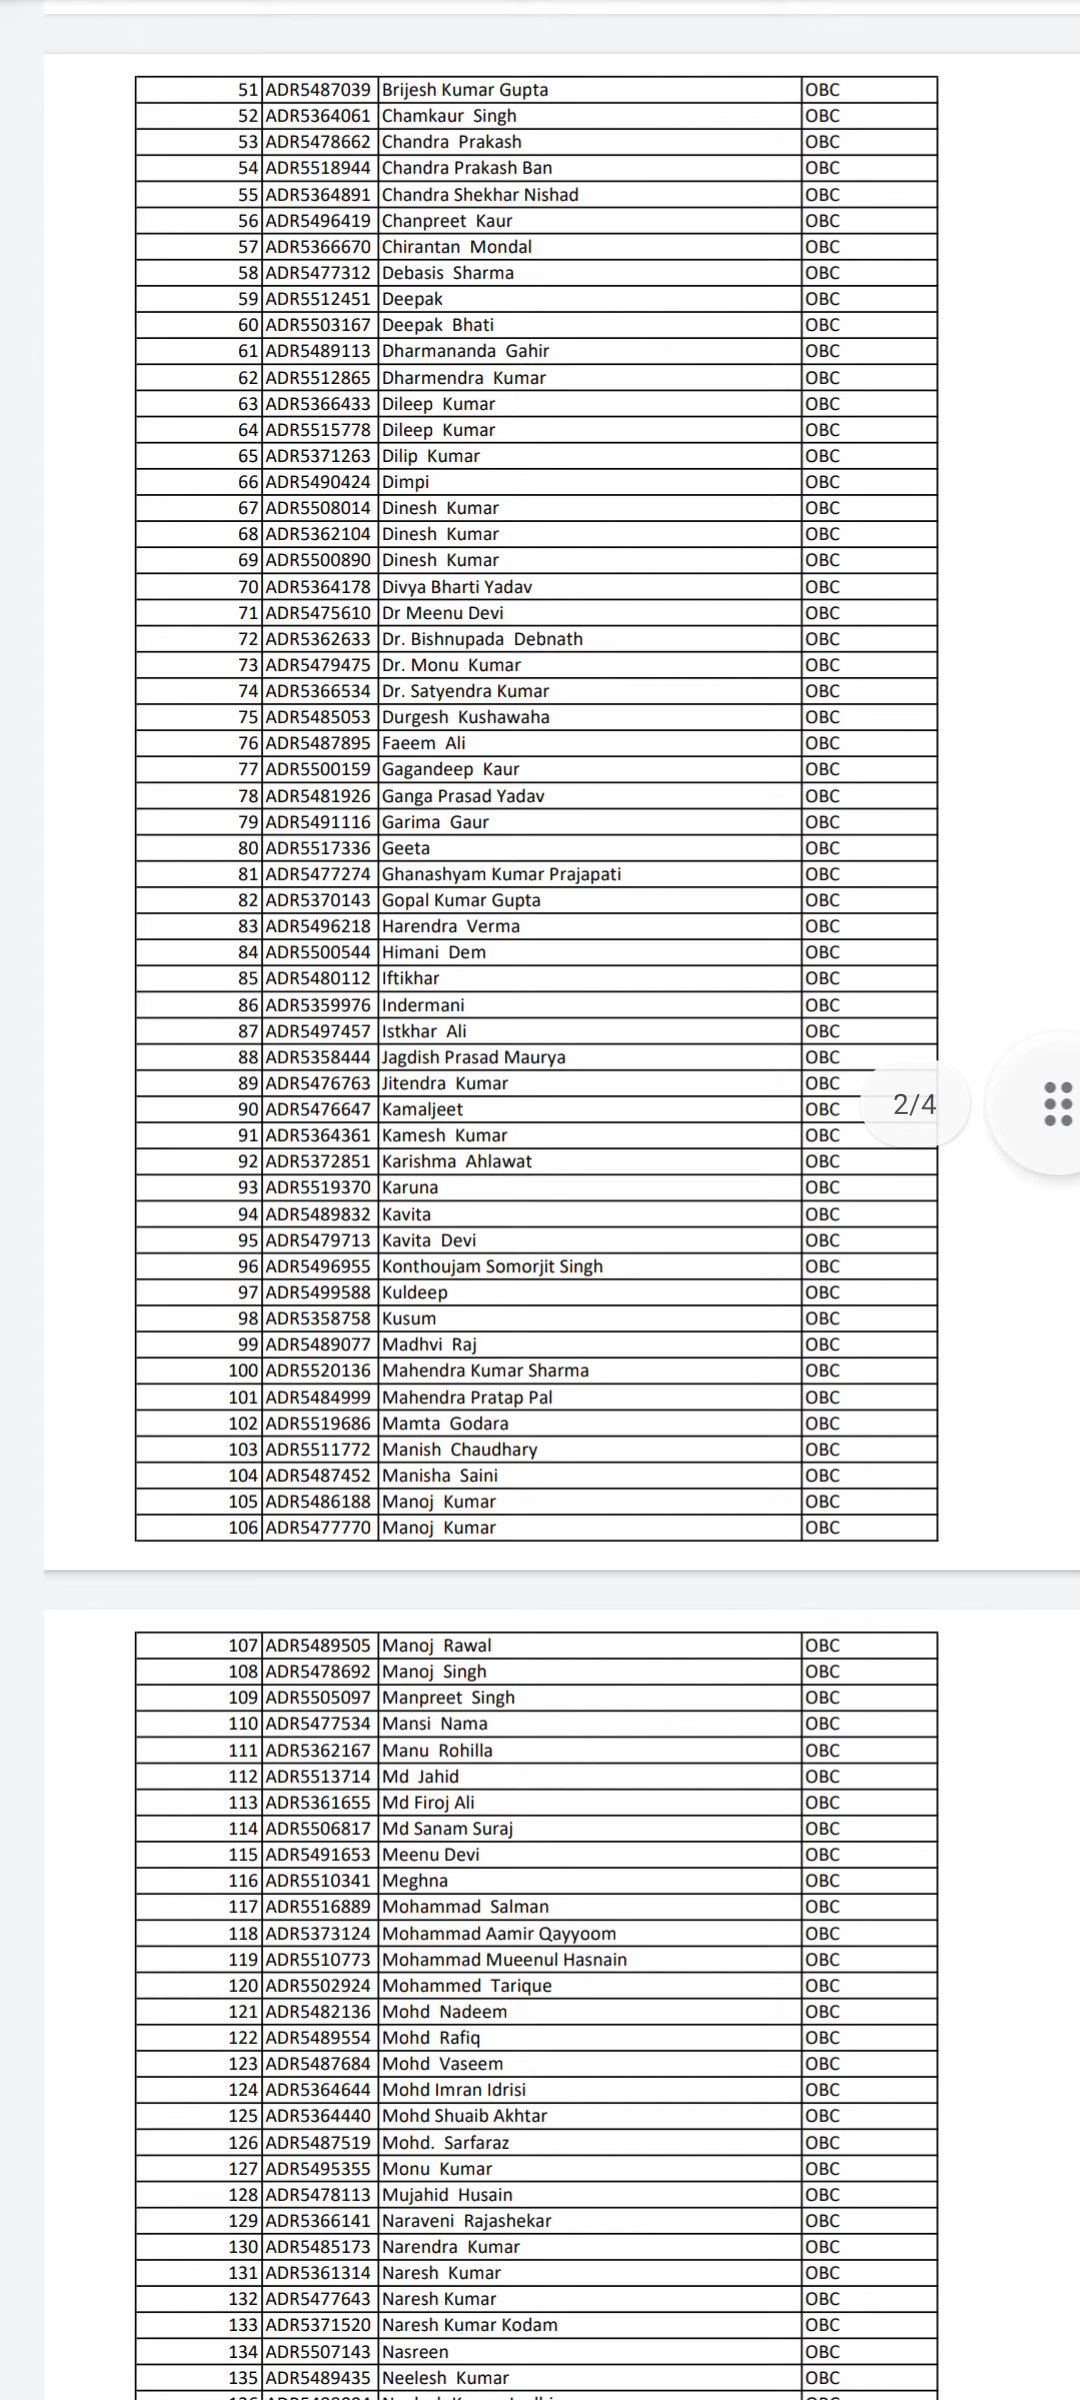 51 ADR5487039 Brijesh Kumar Gupta OBC
52 ADR5364061 Chamkaur Singh OBC
53 ADR5478662 Chandra Prakash OBC
54 ADR5518944 Chandra Prakash Ban OBC
55 ADR5364891 Chandra Shekhar Nishad OBC
56 ADR5496419 Chanpreet Kaur OBC
57 ADR5366670 Chirantan Mondal OBC
58 ADR5477312 Debasis Sharma OBC
59 ADR5512451 Deepak OBC
60 ADR5503167 Deepak Bhati OBC
61 ADR5489113 Dharmananda Gahir OBC
62 ADR5512865 Dharmendra Kumar OBC
63 ADR5366433 Dileep Kumar OBC
64 ADR5515778 Dileep Kumar OBC
65 ADR5371263 Dilip Kumar OBC
66 ADR5490424 Dimpi OBC
67 ADR5508014 Dinesh Kumar OBC
68 ADR5362104 Dinesh Kumar OBC
69 ADR5500890 Dinesh Kumar OBC
70 ADR5364178 Divya Bharti Yadav OBC
71 ADR5475610 Dr Meenu Devi OBC
72 ADR5362633 Dr. Bishnupada Debnath OBC
73 ADR5479475 Dr. Monu Kumar OBC
74 ADR5366534 Dr. Satyendra Kumar OBC
75 ADR5485053 Durgesh Kushawaha OBC
76 ADR5487895 Faeem Ali OBC
77 ADR5500159 Gagandeep Kaur OBC
78 ADR5481926 Ganga Prasad Yadav OBC
79 ADR5491116 Garima Gaur OBC
80 ADR5517336 Geeta OBC
81 ADR5477274 Ghanashyam Kumar Prajapati OBC
82 ADR5370143 Gopal Kumar Gupta OBC
83 ADR5496218 Harendra Verma OBC
84 ADR5500544 Himani Dem OBC
85 ADR5480112 Iftikhar OBC
86 ADR5359976 Indermani OBC
87 ADR5497457 Istkhar Ali OBC
88 ADR5358444 Jagdish Prasad Maurya OBC
89 ADR5476763 Jitendra Kumar OBC
90 ADR5476647 Kamaljeet OBC 2/4
91 ADR5364361 Kamesh Kumar OBC
92 ADR5372851 Karishma Ahlawat OBC
93 ADR5519370 Karuna OBC
94 ADR5489832 Kavita OBC
95 ADR5479713 Kavita Devi OBC
96 ADR5496955 Konthoujam Somorjit Singh OBC
97 ADR5499588 Kuldeep OBC
98 ADR5358758 Kusum OBC
99 ADR5489077 Madhvi Raj OBC
100 ADR5520136 Mahendra Kumar Sharma OBC
101 ADR5484999 Mahendra Pratap Pal OBC
102 ADR5519686 Mamta Godara OBC
103 ADR5511772 Manish Chaudhary OBC
104 ADR5487452 Manisha Saini OBC
105 ADR5486188 Manoj Kumar OBC
106 ADR5477770 Manoj Kumar OBC
107 ADR5489505 Manoj Rawal OBC
108 ADR5478692 Manoj Singh OBC
109 ADR5505097 Manpreet Singh OBC
110 ADR5477534 Mansi Nama OBC
111 ADR5362167 Manu Rohilla OBC
112 ADR5513714 Md Jahid OBC
113 ADR5361655 Md Firoj Ali OBC
114 ADR5506817 Md Sanam Suraj OBC
115 ADR5491653 Meenu Devi OBC
116 ADR5510341 Meghna OBC
117 ADR5516889 Mohammad Salman OBC
118 ADR5373124 Mohammad Aamir Qayyoom OBC
119 ADR5510773 Mohammad Mueenul Hasnain OBC
120 ADR5502924 Mohammed Tarique OBC
121 ADR5482136 Mohd Nadeem OBC
122 ADR5489554 Mohd Rafiq OBC
123 ADR5487684 Mohd Vaseem OBC
124 ADR5364644 Mohd Imran Idrisi OBC
125 ADR5364440 Mohd Shuaib Akhtar OBC
126 ADR5487519 Mohd. Sarfaraz OBC
127 ADR5495355 Monu Kumar OBC
128 ADR5478113 Mujahid Husain OBC
129 ADR5366141 Naraveni Rajashekar OBC
130 ADR5485173 Narendra Kumar OBC
131 ADR5361314 Naresh Kumar OBC
132 ADR5477643 Naresh Kumar OBC
133 ADR5371520 Naresh Kumar Kodam OBC
134 ADR5507143 Nasreen OBC
135 ADR5489435 Neelesh Kumar OBC